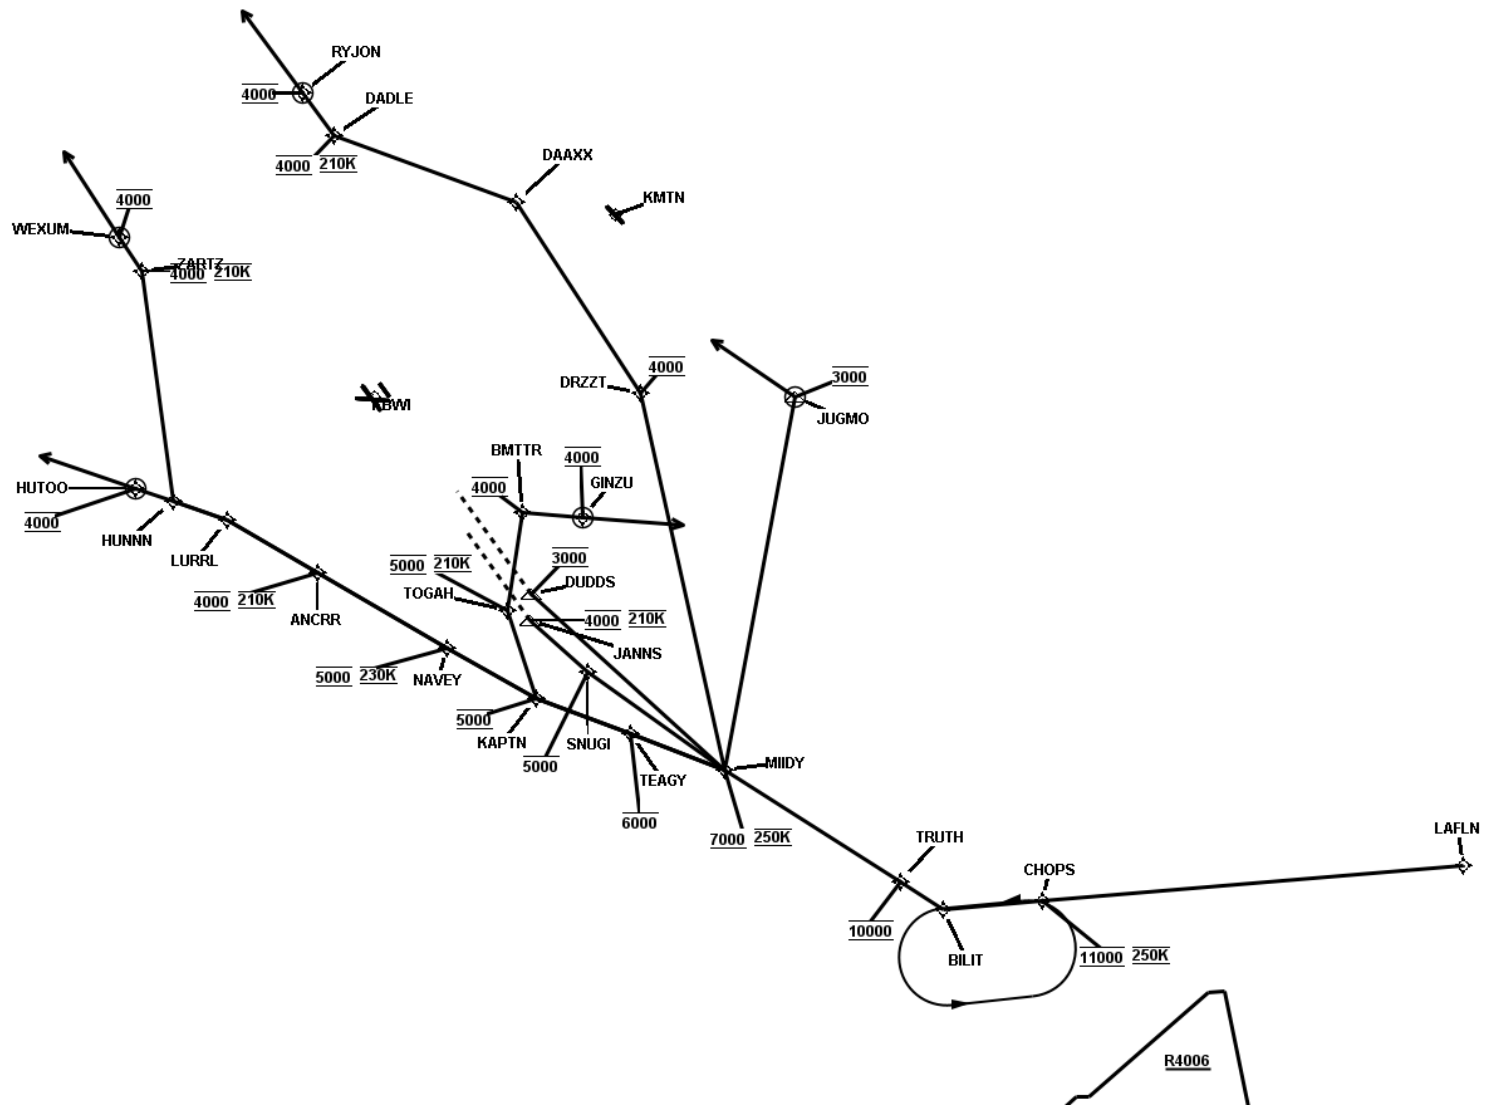 RYJON
4000
DADLE
4000 210K
DAAXX
KMTN
4000
WEXUM
ZARTZ
4000 210K
4000
DRZZT
3000
JUGMO
KBWI
BMTTR
4000
GINZU
4000
HUTOO
4000
HUNNN
LURRL
5000 210K
3000
DUDDS
TOGAH
4000 210K
4000 210K
ANCRR
JANNS
5000 230K
NAVEY
5000
KAPTN
SNUGI
5000
TEAGY
MIIDY
6000
7000 250K
TRUTH
LAFLN
CHOPS
10000
BILIT
11000 250K
R4006